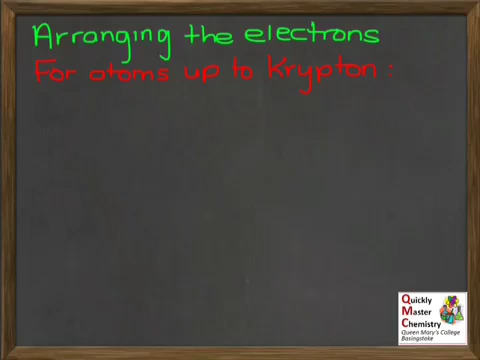 Arranging the electrons
For atoms up to Krypton :
Quickly
Master
Chemistry
Queen Mary's College
Basingstoke